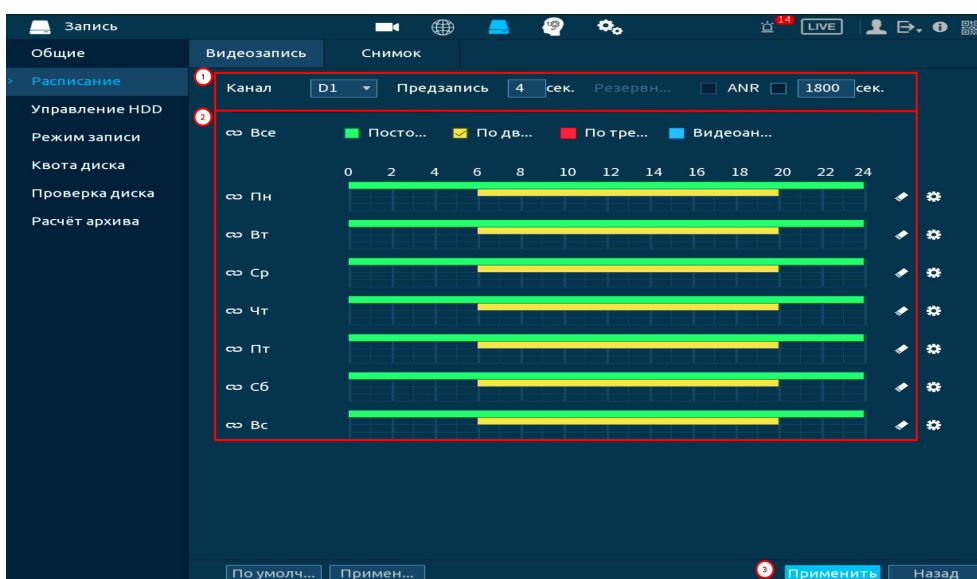 Запись
14
LIVE
Общие
Видеозапись Снимок
Расписание
1
Канал D1 Предзапись 4 сек. Резервн... ANR 1800 сек.
Управление HDD
2
Режим записи
Все Посто... По дв... По тре... Видеоан...
Квота диска
0 2 4 6 8 10 12 14 16 18 20 22 24
Проверка диска
Пн
Расчёт архива
Вт
Ср
Чт
Пт
Сб
Вс
По умолч... Примен... 3 Применить Назад